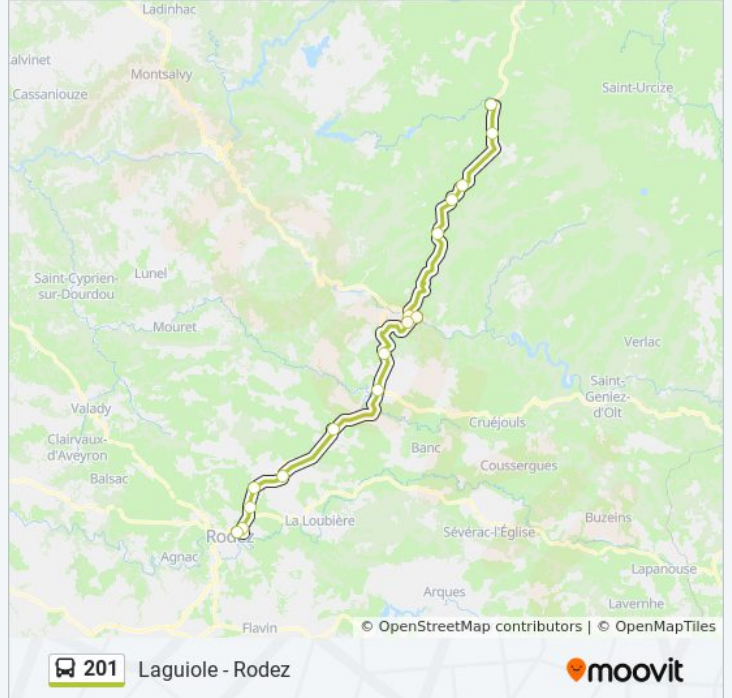 Ladinhac
alvinet
Montsalvy
Cassaniouze
Saint-Urcize
Saint-Cyprien-
sur-Dourdou
Lunel
Mouret
Verlac
Saint-
Geniez-
d'Olt
Valady
Cruéjouls
Clairvaux-
d'Aveyron
Banc
Coussergues
Balsac
La Loubière
Buzeins
Rodez
Sévérac-l'Église
Agnac
Lapanouse
Arques
Lavernhe
Flavin
© OpenStreetMap contributors | © OpenMapTiles
201 Laguiole - Rodez
moovit